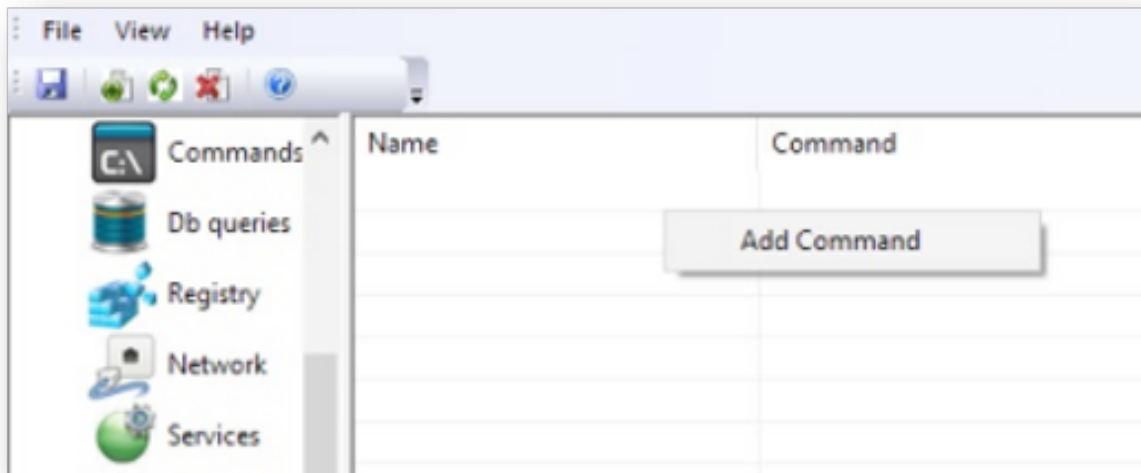 File View Help
Name Command
Commands
Db queries
Registry
Network
Services
Add Command
C:\